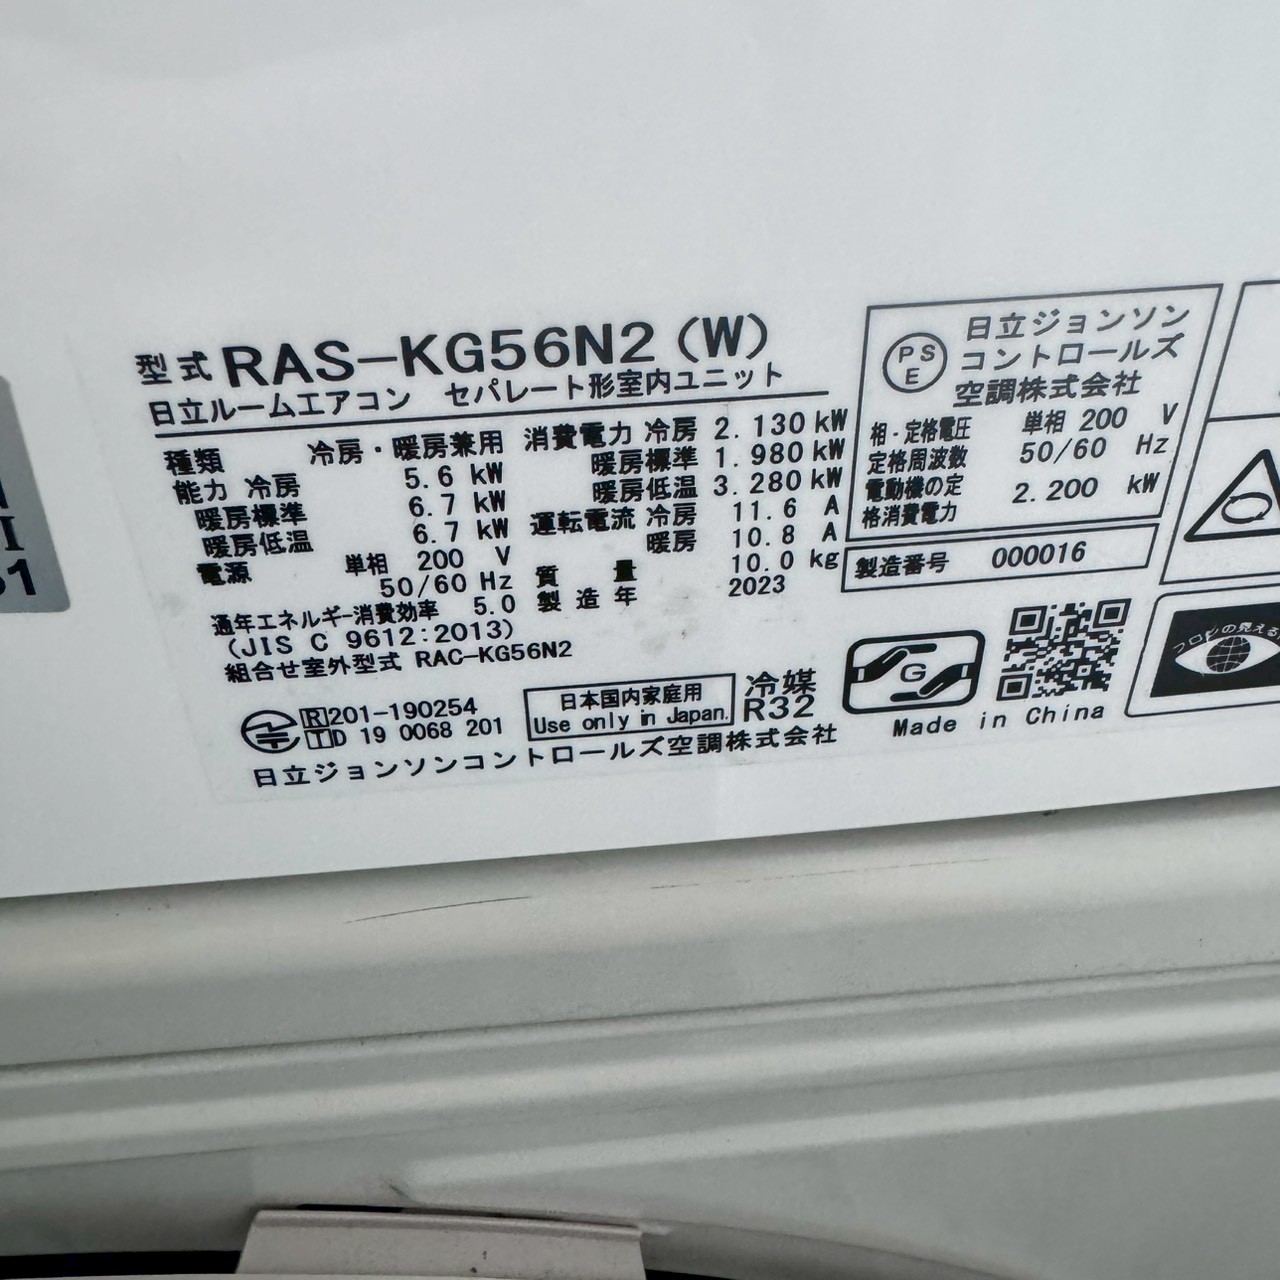 型式 RAS-KG56N2 (W)
日立ルームエアコン セパレート形室内ユニット
種類 冷房・暖房兼用
能力 冷房 5.6 kW
暖房標準 6.7 kW
暖房低温 6.7 kW
電源 単相 200 V
50/60 Hz
通年エネルギー消費効率 5.0
(JIS C 9612:2013)
組合せ室外型式 RAC-KG56N2
消費電力 冷房 2.130 kW
暖房標準 1.980 kW
暖房低温 3.280 kW
運転電流 冷房 11.6 A
暖房 10.8 A
質量 10.0 kg
製造年 2023
R 201-190254
T D 19 0068 201
日本国内家庭用
Use only in Japan.
冷媒
R32
日立ジョンソンコントロールズ空調株式会社
PSE
日立ジョンソン
コントロールズ
空調株式会社
相・定格電圧 単相 200 V
定格周波数 50/60 Hz
電動機の定
格消費電力 2.200 kW
製造番号 000016
G
Made in China
フロンの見える